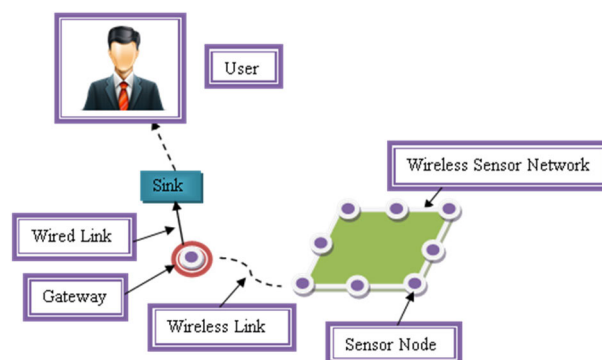 User
Wireless Sensor Network
Sink
Wired Link
Gateway
Wireless Link
Sensor Node